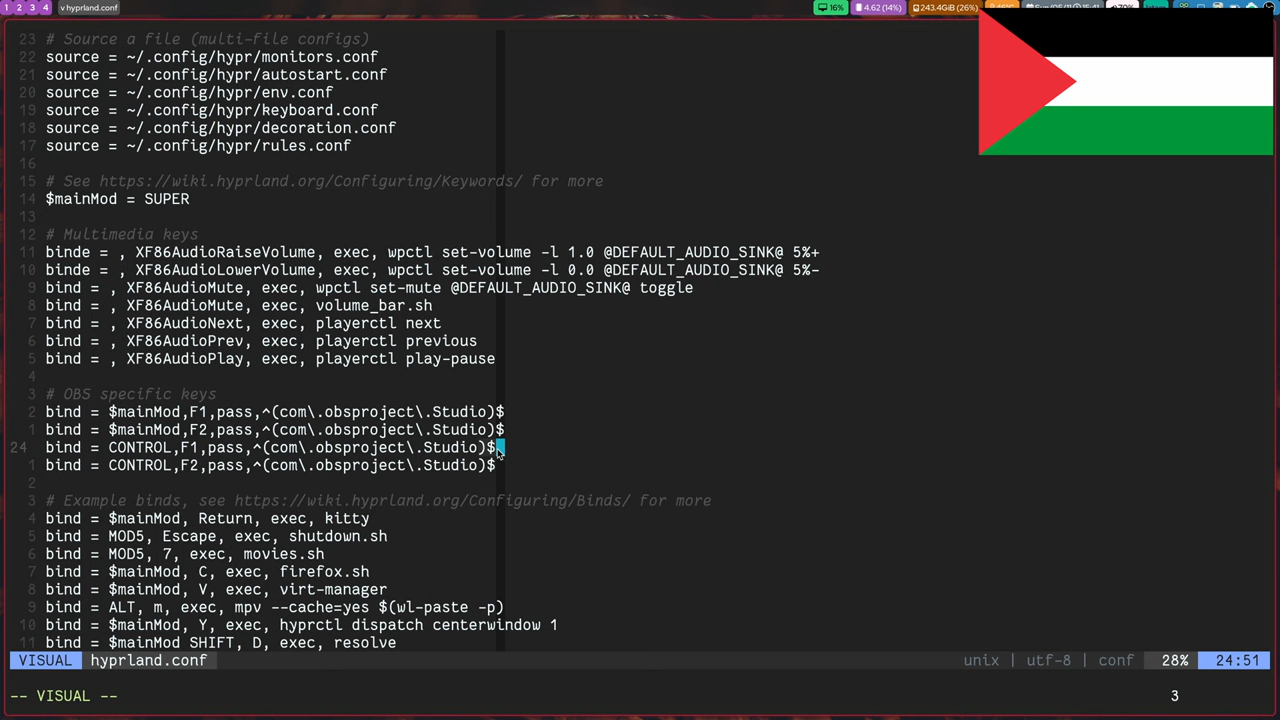 1 2 3 4 v hyprland.conf 16% 4.62 (14%) 243.4GiB (26%)
23 # Source a file (multi-file configs)
22 source = ~/.config/hypr/monitors.conf
21 source = ~/.config/hypr/autostart.conf
20 source = ~/.config/hypr/env.conf
19 source = ~/.config/hypr/keyboard.conf
18 source = ~/.config/hypr/decoration.conf
17 source = ~/.config/hypr/rules.conf
16
15 # See https://wiki.hyprland.org/Configuring/Keywords/ for more
14 $mainMod = SUPER
13
12 # Multimedia keys
11 binde = , XF86AudioRaiseVolume, exec, wpctl set-volume -l 1.0 @DEFAULT_AUDIO_SINK@ 5%+
10 binde = , XF86AudioLowerVolume, exec, wpctl set-volume -l 0.0 @DEFAULT_AUDIO_SINK@ 5%-
9 bind = , XF86AudioMute, exec, wpctl set-mute @DEFAULT_AUDIO_SINK@ toggle
8 bind = , XF86AudioMute, exec, volume_bar.sh
7 bind = , XF86AudioNext, exec, playerctl next
6 bind = , XF86AudioPrev, exec, playerctl previous
5 bind = , XF86AudioPlay, exec, playerctl play-pause
4
3 # OBS specific keys
2 bind = $mainMod,F1,pass,^(com\.obsproject\.Studio)$
1 bind = $mainMod,F2,pass,^(com\.obsproject\.Studio)$
24 bind = CONTROL,F1,pass,^(com\.obsproject\.Studio)$
1 bind = CONTROL,F2,pass,^(com\.obsproject\.Studio)$
2
3 # Example binds, see https://wiki.hyprland.org/Configuring/Binds/ for more
4 bind = $mainMod, Return, exec, kitty
5 bind = MOD5, Escape, exec, shutdown.sh
6 bind = MOD5, 7, exec, movies.sh
7 bind = $mainMod, C, exec, firefox.sh
8 bind = $mainMod, V, exec, virt-manager
9 bind = ALT, m, exec, mpv --cache=yes $(wl-paste -p)
10 bind = $mainMod, Y, exec, hyprctl dispatch centerwindow 1
11 bind = $mainMod SHIFT, D, exec, resolve
VISUAL hyprland.conf unix | utf-8 | conf 28% 24:51
-- VISUAL -- 3